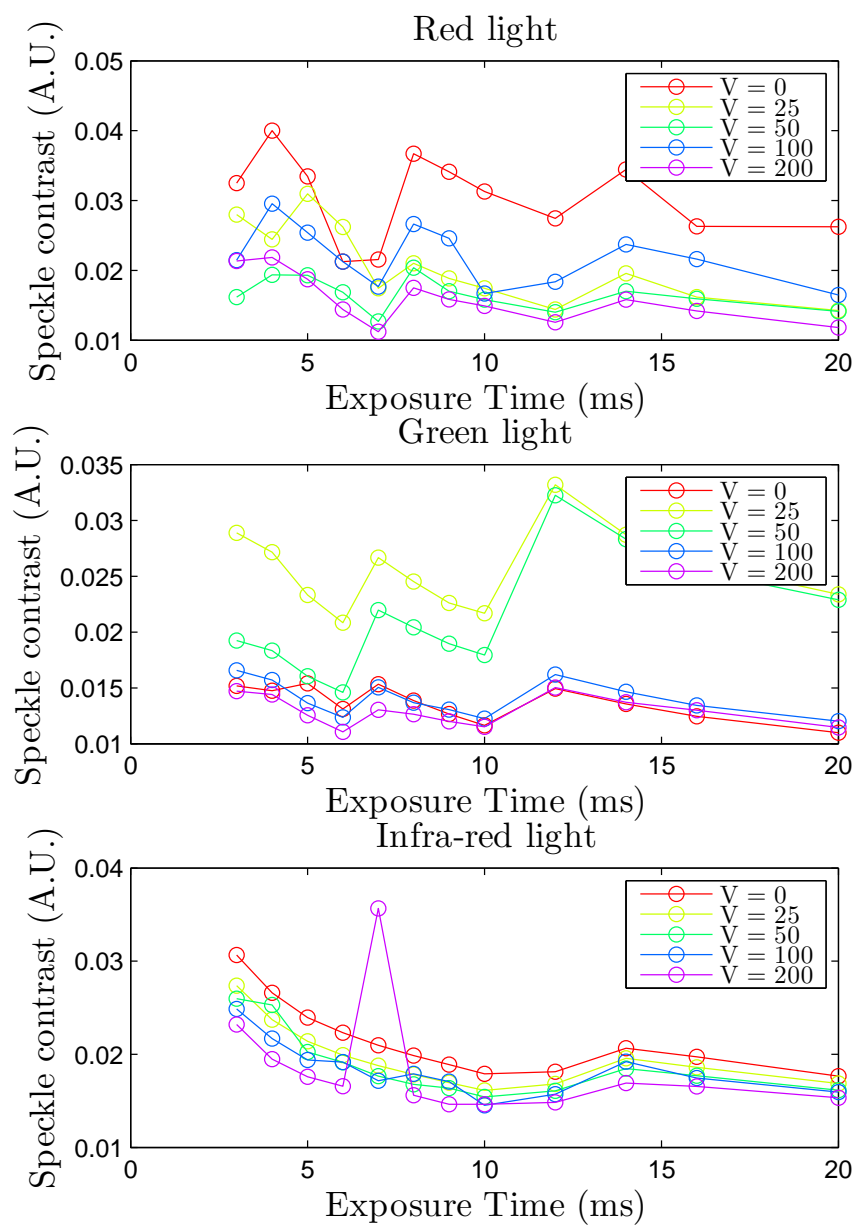 Red light
Speckle contrast (A.U.)
0.05
0.04
0.03
0.02
0.01
0 5 10 15 20
Exposure Time (ms)
V = 0
V = 25
V = 50
V = 100
V = 200
Green light
Speckle contrast (A.U.)
0.035
0.03
0.025
0.02
0.015
0.01
0 5 10 15 20
Exposure Time (ms)
V = 0
V = 25
V = 50
V = 100
V = 200
Infra-red light
Speckle contrast (A.U.)
0.04
0.03
0.02
0.01
0 5 10 15 20
Exposure Time (ms)
V = 0
V = 25
V = 50
V = 100
V = 200